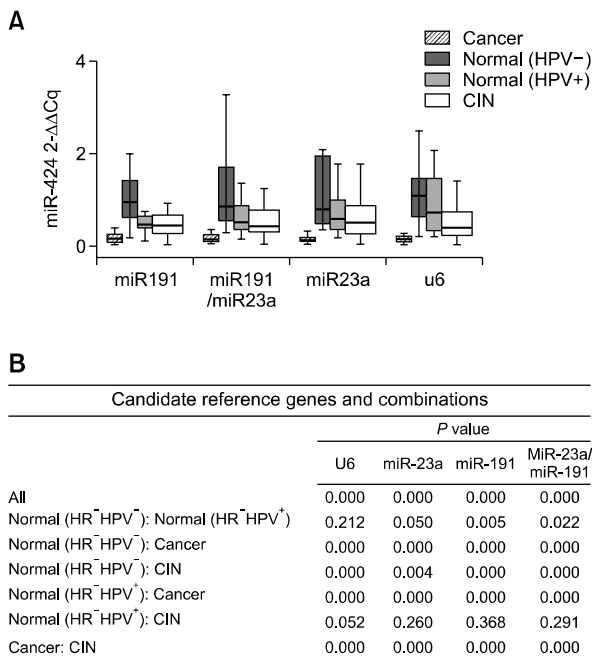 A
4
2
0
miR-424 2-ΔΔCq
Cancer
Normal (HPV−)
Normal (HPV+)
CIN
miR191
miR191
/miR23a
miR23a
u6
B
Candidate reference genes and combinations
P value
U6 miR-23a miR-191 MiR-23a/
miR-191
All 0.000 0.000 0.000 0.000
Normal (HR⁻HPV⁻): Normal (HR⁻HPV⁺) 0.212 0.050 0.005 0.022
Normal (HR⁻HPV⁻): Cancer 0.000 0.000 0.000 0.000
Normal (HR⁻HPV⁻): CIN 0.000 0.004 0.000 0.000
Normal (HR⁻HPV⁺): Cancer 0.000 0.000 0.000 0.000
Normal (HR⁻HPV⁺): CIN 0.052 0.260 0.368 0.291
Cancer: CIN 0.000 0.000 0.000 0.000